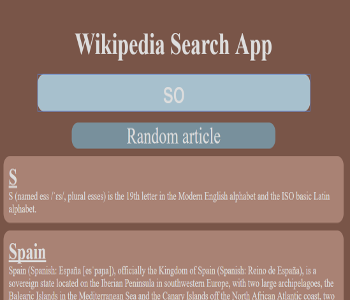 Wikipedia Search App
so
Random article
S
S (named ess /ˈɛs/, plural esses) is the 19th letter in the Modern English alphabet and the ISO basic Latin
alphabet.
Spain
Spain (Spanish: España [esˈpaɲa]), officially the Kingdom of Spain (Spanish: Reino de España), is a
sovereign state located on the Iberian Peninsula in southwestern Europe, with two large archipelagoes, the
Balearic Islands in the Mediterranean Sea and the Canary Islands off the North African Atlantic coast, two